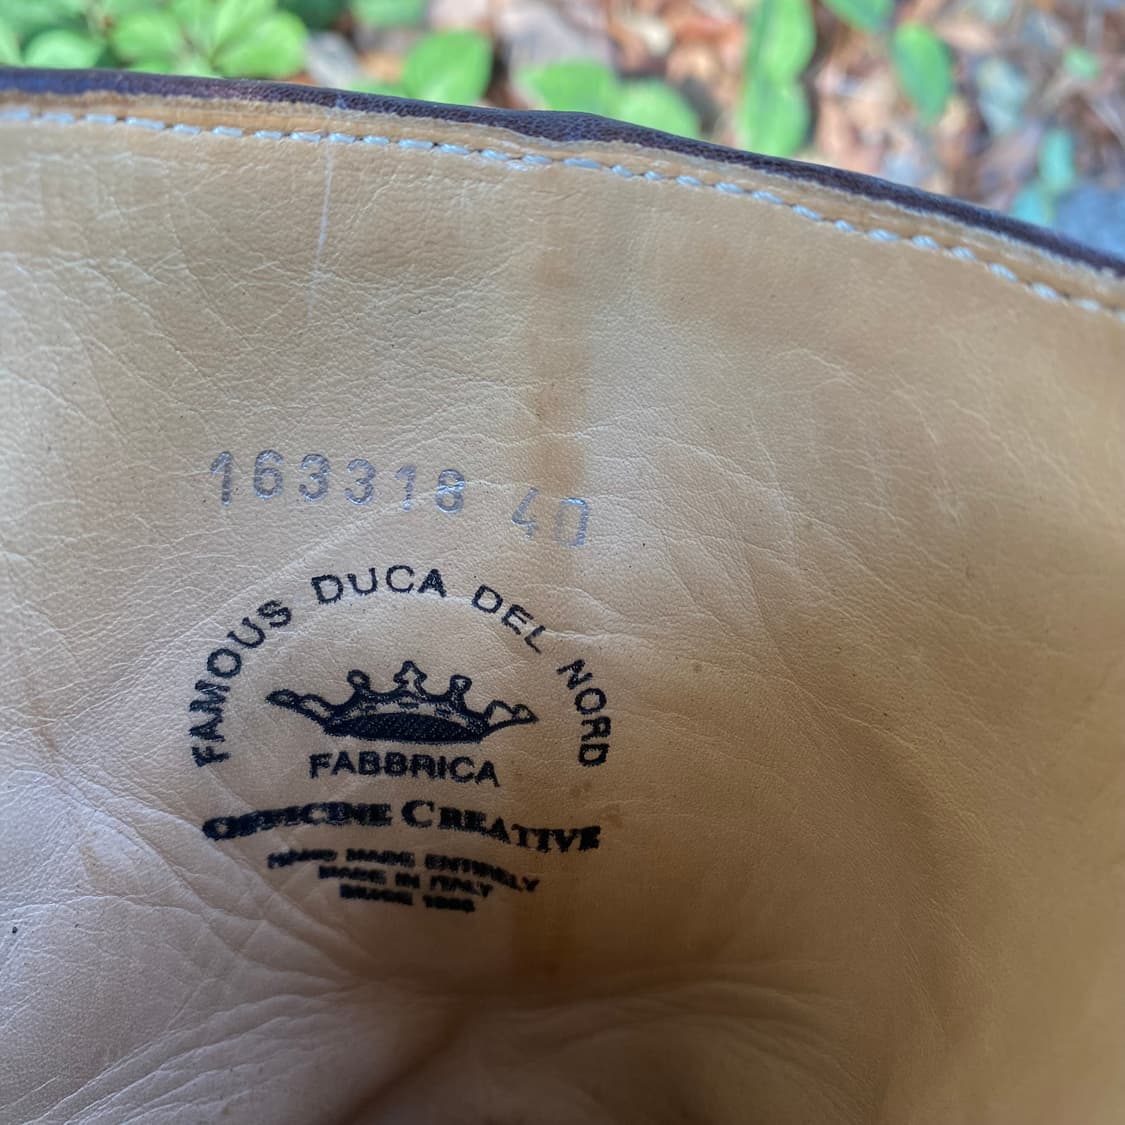 163318 40
FAMOUS DUCA DEL NORD
FABBRICA
OFFICINE CREATIVE
HAND MADE ENTIRELY
MADE IN ITALY